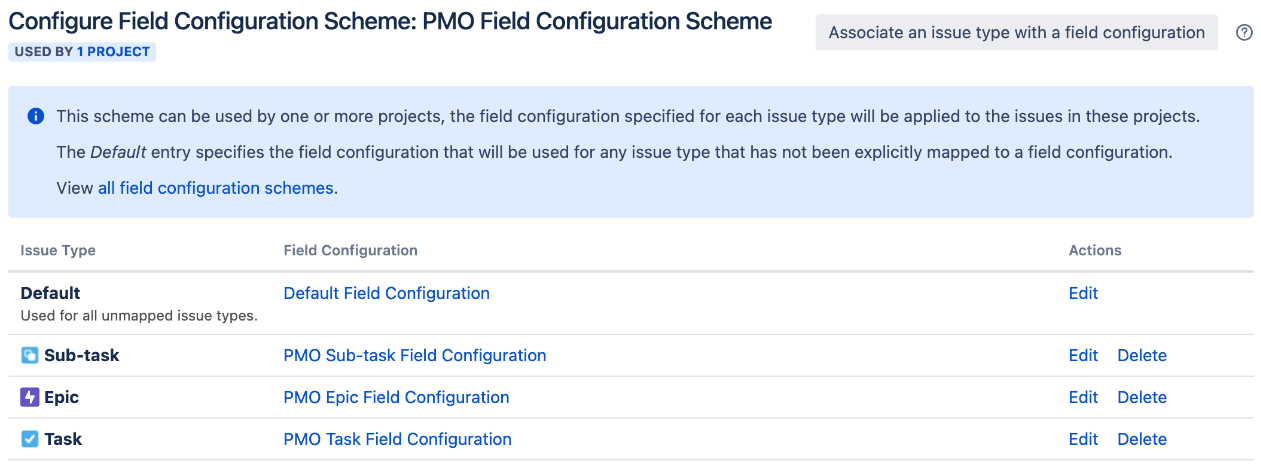 Configure Field Configuration Scheme: PMO Field Configuration Scheme
Associate an issue type with a field configuration
USED BY 1 PROJECT
This scheme can be used by one or more projects, the field configuration specified for each issue type will be applied to the issues in these projects.
The Default entry specifies the field configuration that will be used for any issue type that has not been explicitly mapped to a field configuration.
View all field configuration schemes.
Issue Type Field Configuration Actions
Default Default Field Configuration Edit
Used for all unmapped issue types.
Sub-task PMO Sub-task Field Configuration Edit Delete
Epic PMO Epic Field Configuration Edit Delete
Task PMO Task Field Configuration Edit Delete